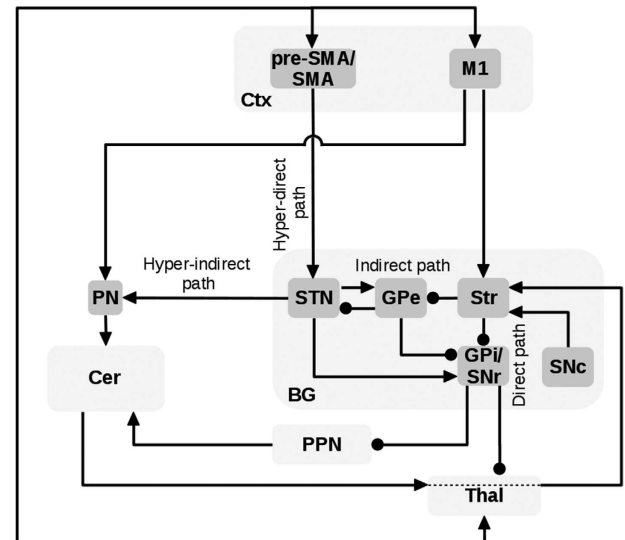 pre-SMA/
SMA
M1
Ctx
Hyper-direct
path
Hyper-indirect
path
Indirect path
PN
STN
GPe
Str
Cer
GPi/
SNr
Direct path
SNc
BG
PPN
Thal